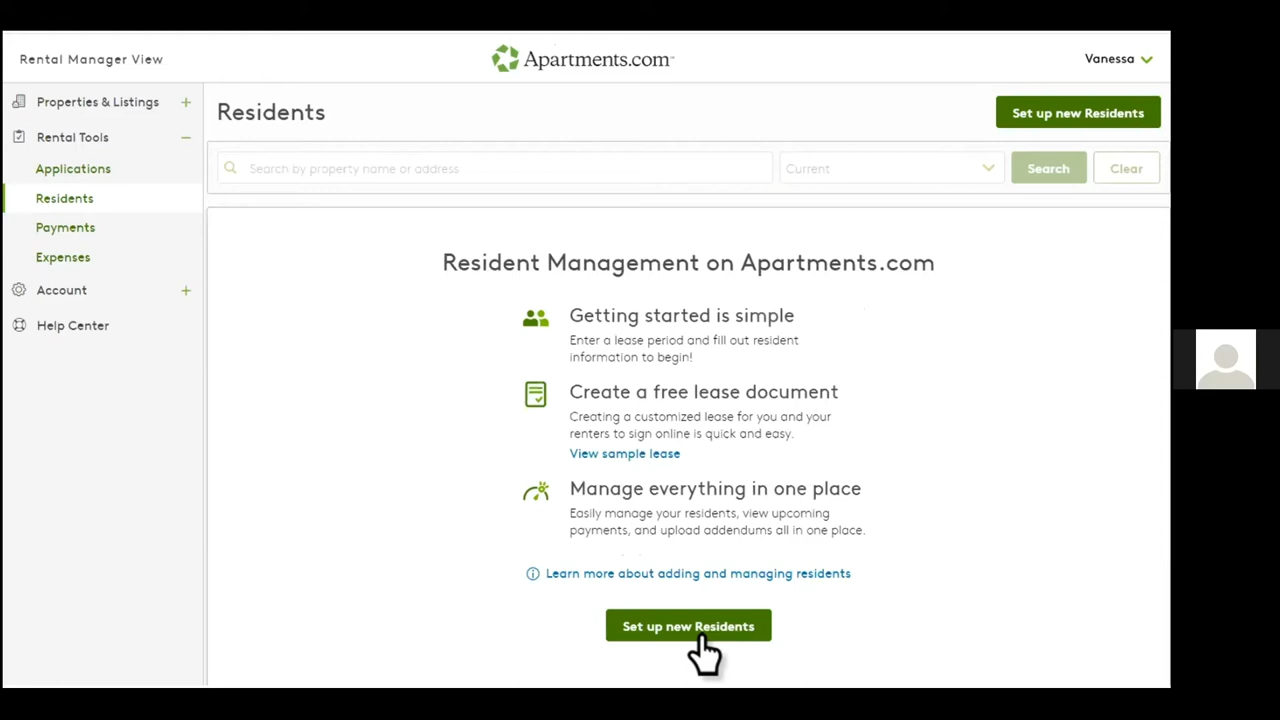 Rental Manager View
Apartments.com™
Vanessa
Properties & Listings +
Rental Tools −
Applications
Residents
Payments
Expenses
Account +
Help Center
Residents
Set up new Residents
Search by property name or address
Current
Search
Clear
Resident Management on Apartments.com
Getting started is simple
Enter a lease period and fill out resident
information to begin!
Create a free lease document
Creating a customized lease for you and your
renters to sign online is quick and easy.
View sample lease
Manage everything in one place
Easily manage your residents, view upcoming
payments, and upload addendums all in one place.
Learn more about adding and managing residents
Set up new Residents